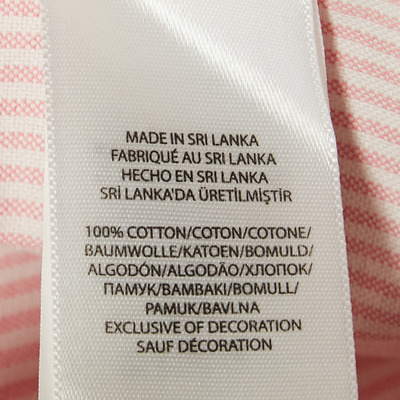 MADE IN SRI LANKA
FABRIQUÉ AU SRI LANKA
HECHO EN SRI LANKA
SRİ LANKA'DA ÜRETİLMİŞTİR
100% COTTON/COTON/COTONE/
BAUMWOLLE/KATOEN/BOMULD/
ALGODÓN/ALGODÃO/ХЛОПОК/
ΠΑΜУК/BAMBAKI/BOMULL/
PAMUK/BAVLNA
EXCLUSIVE OF DECORATION
SAUF DÉCORATION